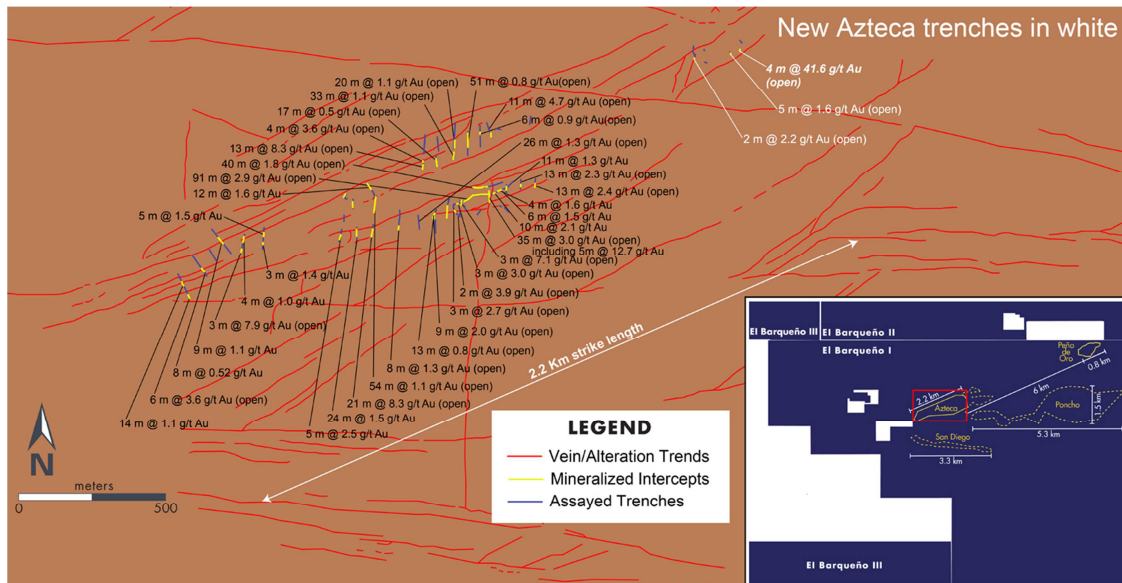 New Azteca trenches in white
4 m @ 41.6 g/t Au
(open)
5 m @ 1.6 g/t Au (open)
2 m @ 2.2 g/t Au (open)
20 m @ 1.1 g/t Au (open)
51 m @ 0.8 g/t Au(open)
33 m @ 1.1 g/t Au (open)
11 m @ 4.7 g/t Au (open)
17 m @ 0.5 g/t Au (open)
6 m @ 0.9 g/t Au (open)
4 m @ 3.6 g/t Au (open)
26 m @ 1.3 g/t Au (open)
13 m @ 8.3 g/t Au (open)
11 m @ 1.3 g/t Au
40 m @ 1.8 g/t Au (open)
13 m @ 2.3 g/t Au (open)
91 m @ 2.9 g/t Au (open)
13 m @ 2.4 g/t Au (open)
12 m @ 1.6 g/t Au
4 m @ 1.6 g/t Au
6 m @ 1.5 g/t Au
5 m @ 1.5 g/t Au
10 m @ 2.1 g/t Au
35 m @ 3.0 g/t Au (open)
including 5m @ 12.7 g/t Au
3 m @ 7.1 g/t Au (open)
3 m @ 1.4 g/t Au
3 m @ 3.0 g/t Au (open)
2 m @ 3.9 g/t Au (open)
4 m @ 1.0 g/t Au
3 m @ 2.7 g/t Au (open)
3 m @ 7.9 g/t Au (open)
9 m @ 2.0 g/t Au (open)
9 m @ 1.1 g/t Au
13 m @ 0.8 g/t Au (open)
8 m @ 0.52 g/t Au
8 m @ 1.3 g/t Au (open)
54 m @ 1.1 g/t Au (open)
6 m @ 3.6 g/t Au (open)
21 m @ 8.3 g/t Au (open)
14 m @ 1.1 g/t Au
24 m @ 1.5 g/t Au
5 m @ 2.5 g/t Au
2.2 Km strike length
N
meters
0 500
LEGEND
Vein/Alteration Trends
Mineralized Intercepts
Assayed Trenches
El Barqueño III
El Barqueño II
El Barqueño I
Peña
de
Oro
0.8 km
6 km
2.2 km
Azteca
Poncho
1.5 km
5.3 km
San Diego
3.3 km
El Barqueño III